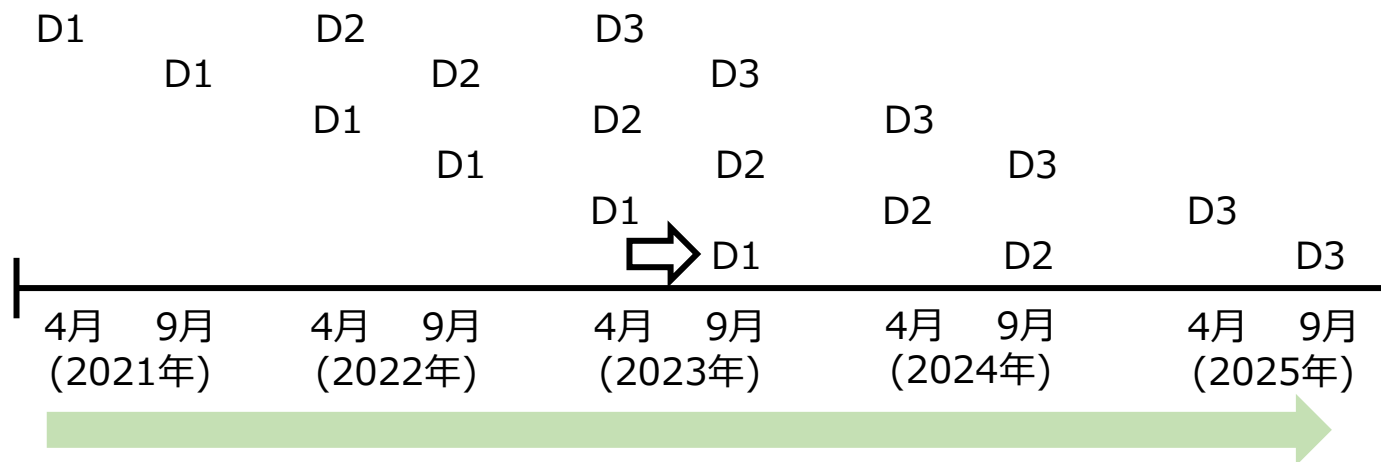 D1 D2 D3
D1 D2 D3
D1 D2 D3
D1 D2 D3
D1 D2 D3
D1 D2 D3
4月 9月 4月 9月 4月 9月 4月 9月 4月 9月
(2021年) (2022年) (2023年) (2024年) (2025年)